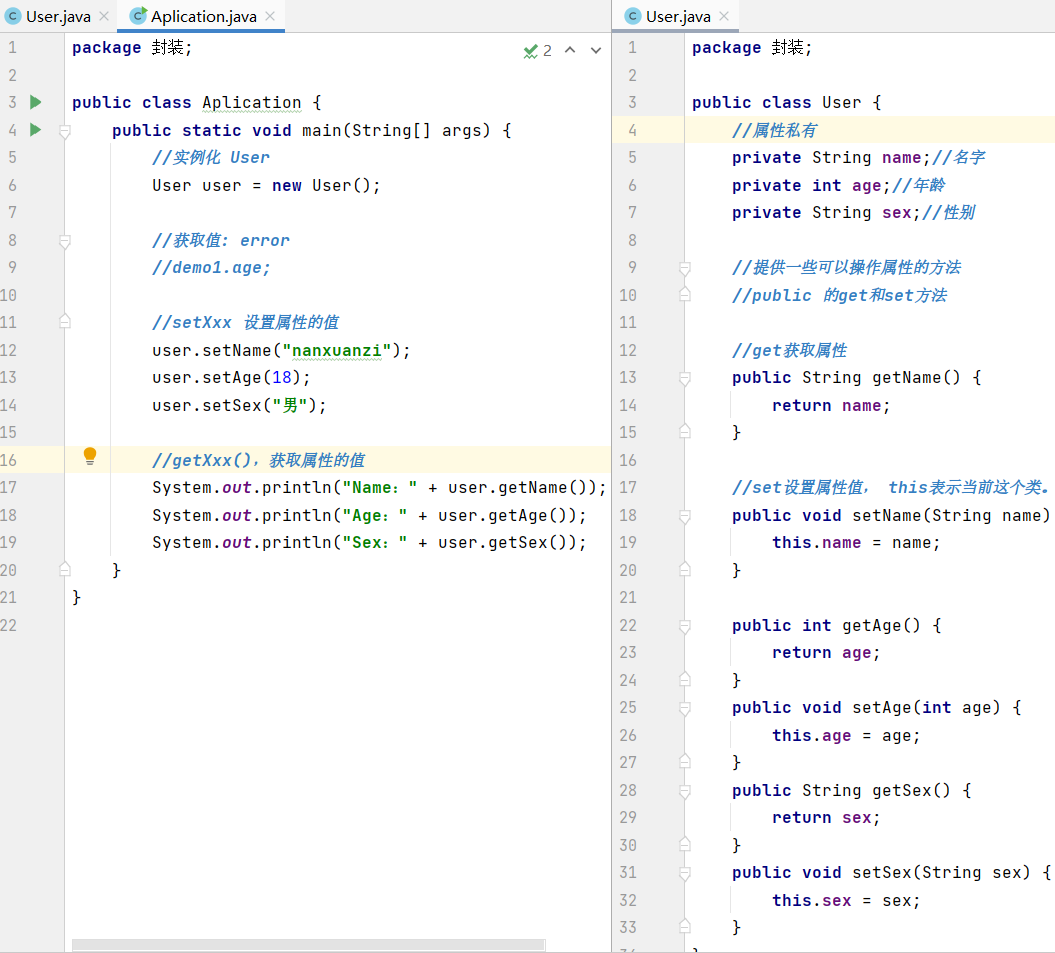 User.java
Aplication.java
2
1 package 封装;
2
3 public class Aplication {
4 public static void main(String[] args) {
5 //实例化 User
6 User user = new User();
7
8 //获取值: error
9 //demo1.age;
10
11 //setXxx 设置属性的值
12 user.setName("nanxuanzi");
13 user.setAge(18);
14 user.setSex("男");
15
16 //getXxx(), 获取属性的值
17 System.out.println("Name: " + user.getName());
18 System.out.println("Age: " + user.getAge());
19 System.out.println("Sex: " + user.getSex());
20 }
21 }
22
User.java
1 package 封装;
2
3 public class User {
4 //属性私有
5 private String name;//名字
6 private int age;//年龄
7 private String sex;//性别
8
9 //提供一些可以操作属性的方法
10 //public 的get和set方法
11
12 //get获取属性
13 public String getName() {
14 return name;
15 }
16
17 //set设置属性值, this表示当前这个类。
18 public void setName(String name)
19 this.name = name;
20 }
21
22 public int getAge() {
23 return age;
24 }
25 public void setAge(int age) {
26 this.age = age;
27 }
28 public String getSex() {
29 return sex;
30 }
31 public void setSex(String sex) {
32 this.sex = sex;
33 }